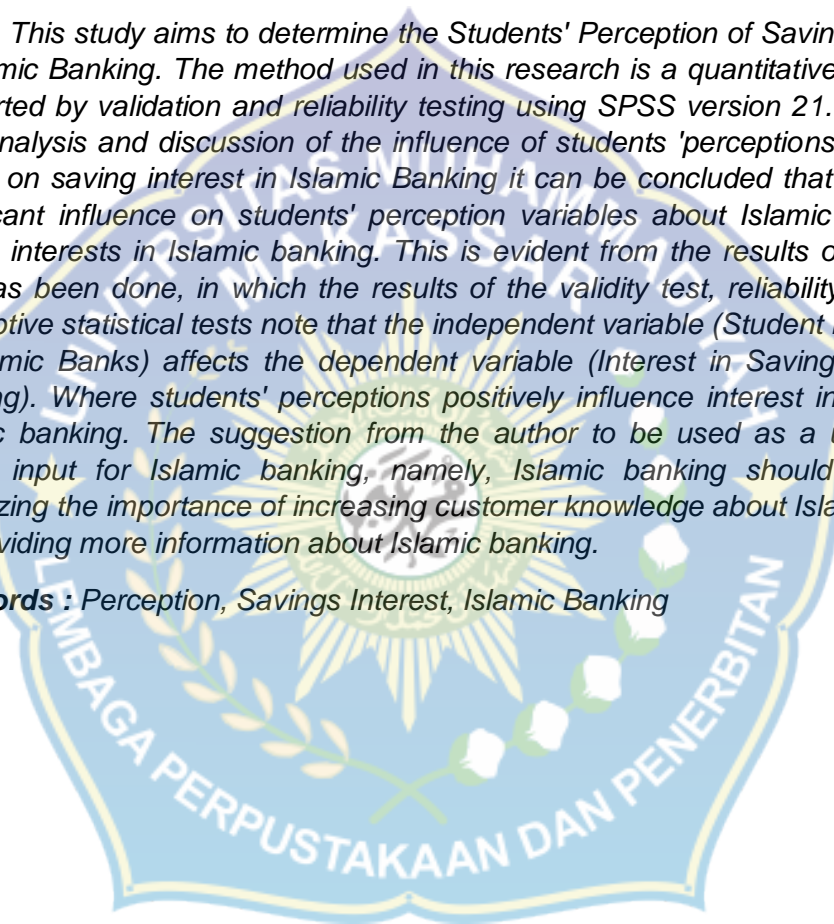 This study aims to determine the Students' Perception of Savin
mic Banking. The method used in this research is a quantitative
rted by validation and reliability testing using SPSS version 21.
nalysis and discussion of the influence of students 'perceptions
on saving interest in Islamic Banking it can be concluded that
cant influence on students' perception variables about Islamic
interests in Islamic banking. This is evident from the results o
as been done, in which the results of the validity test, reliability
ptive statistical tests note that the independent variable (Student
mic Banks) affects the dependent variable (Interest in Saving
ng). Where students' perceptions positively influence interest in
c banking. The suggestion from the author to be used as a
input for Islamic banking, namely, Islamic banking should
zing the importance of increasing customer knowledge about Isla
viding more information about Islamic banking.
ords : Perception, Savings Interest, Islamic Banking
UNIVERSITAS MUHAMMADIYAH
MAKASSAR
LEMBAGA PERPUSTAKAAN DAN PENERBITAN